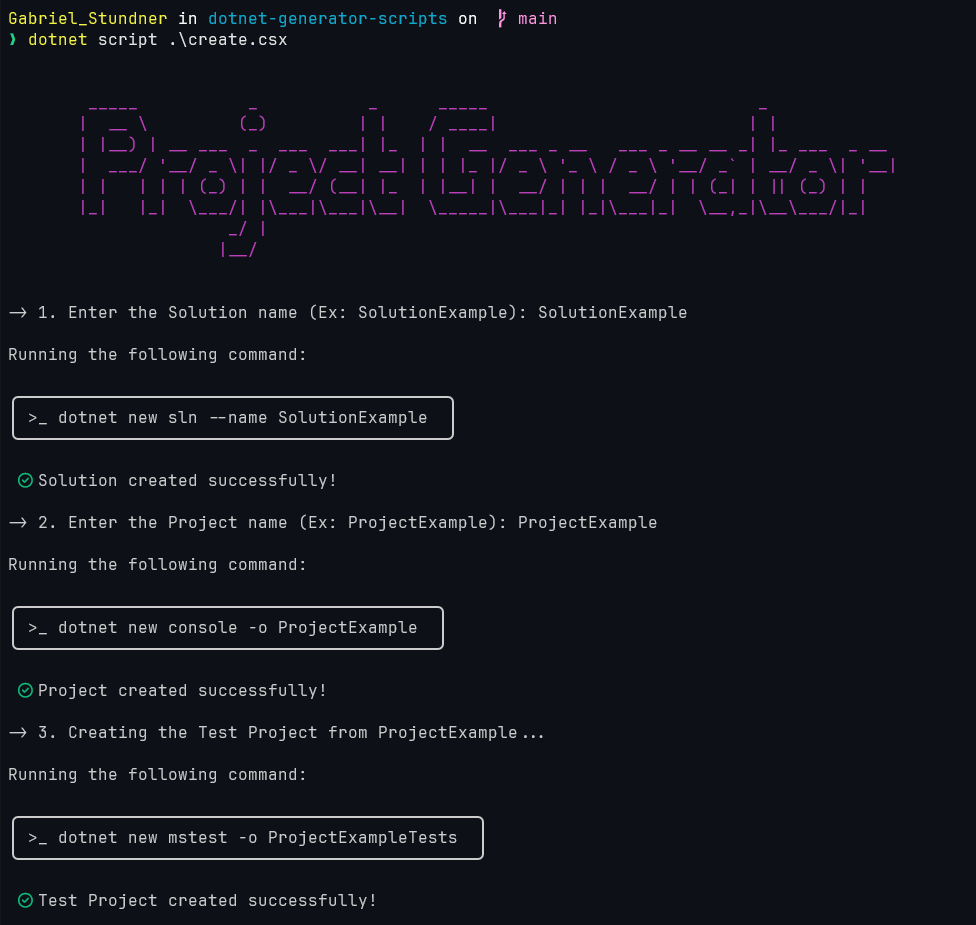 Gabriel_Stundner in dotnet-generator-scripts on main
❯ dotnet script .\create.csx
Project Generator
—> 1. Enter the Solution name (Ex: SolutionExample): SolutionExample
Running the following command:
>_ dotnet new sln --name SolutionExample
Solution created successfully!
—> 2. Enter the Project name (Ex: ProjectExample): ProjectExample
Running the following command:
>_ dotnet new console -o ProjectExample
Project created successfully!
—> 3. Creating the Test Project from ProjectExample...
Running the following command:
>_ dotnet new mstest -o ProjectExampleTests
Test Project created successfully!